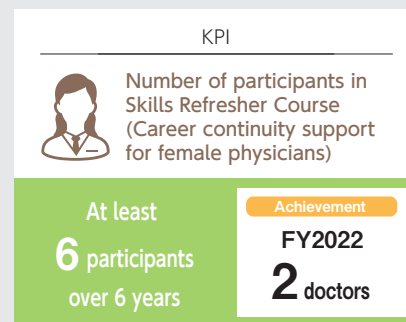 KPI
Number of participants in
Skills Refresher Course
(Career continuity support
for female physicians)
At least
6 participants
over 6 years
Achievement
FY2022
2 doctors